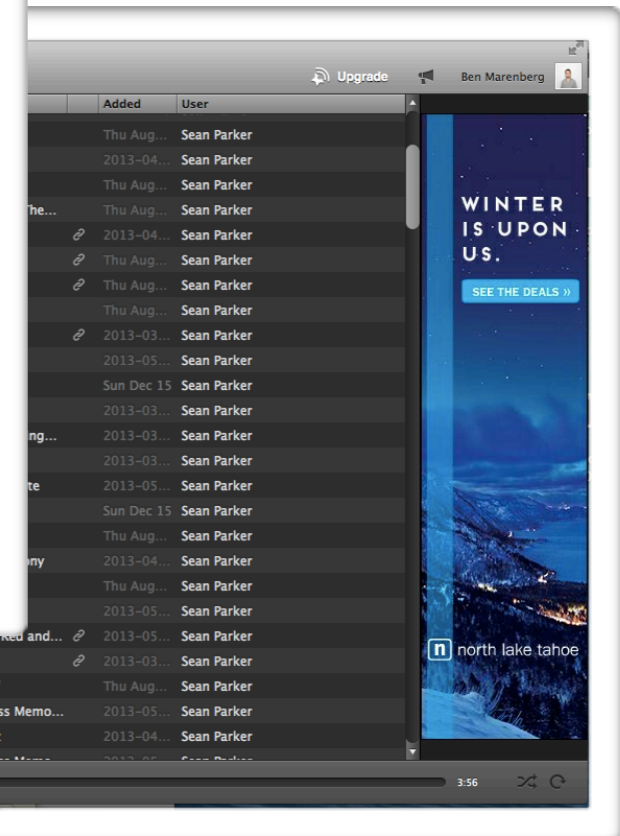 Upgrade
Ben Marenberg
Added User
Thu Aug... Sean Parker
2013-04... Sean Parker
Thu Aug... Sean Parker
he... Thu Aug... Sean Parker
2013-04... Sean Parker
Thu Aug... Sean Parker
Thu Aug... Sean Parker
Thu Aug... Sean Parker
2013-03... Sean Parker
2013-05... Sean Parker
Sun Dec 15 Sean Parker
2013-03... Sean Parker
ing... 2013-03... Sean Parker
2013-03... Sean Parker
te 2013-05... Sean Parker
Sun Dec 15 Sean Parker
Thu Aug... Sean Parker
ony 2013-04... Sean Parker
Thu Aug... Sean Parker
2013-05... Sean Parker
Red and... 2013-05... Sean Parker
2013-03... Sean Parker
Thu Aug... Sean Parker
ss Memo... 2013-05... Sean Parker
2013-04... Sean Parker
WINTER
IS UPON
US.
SEE THE DEALS »
n north lake tahoe
3:56